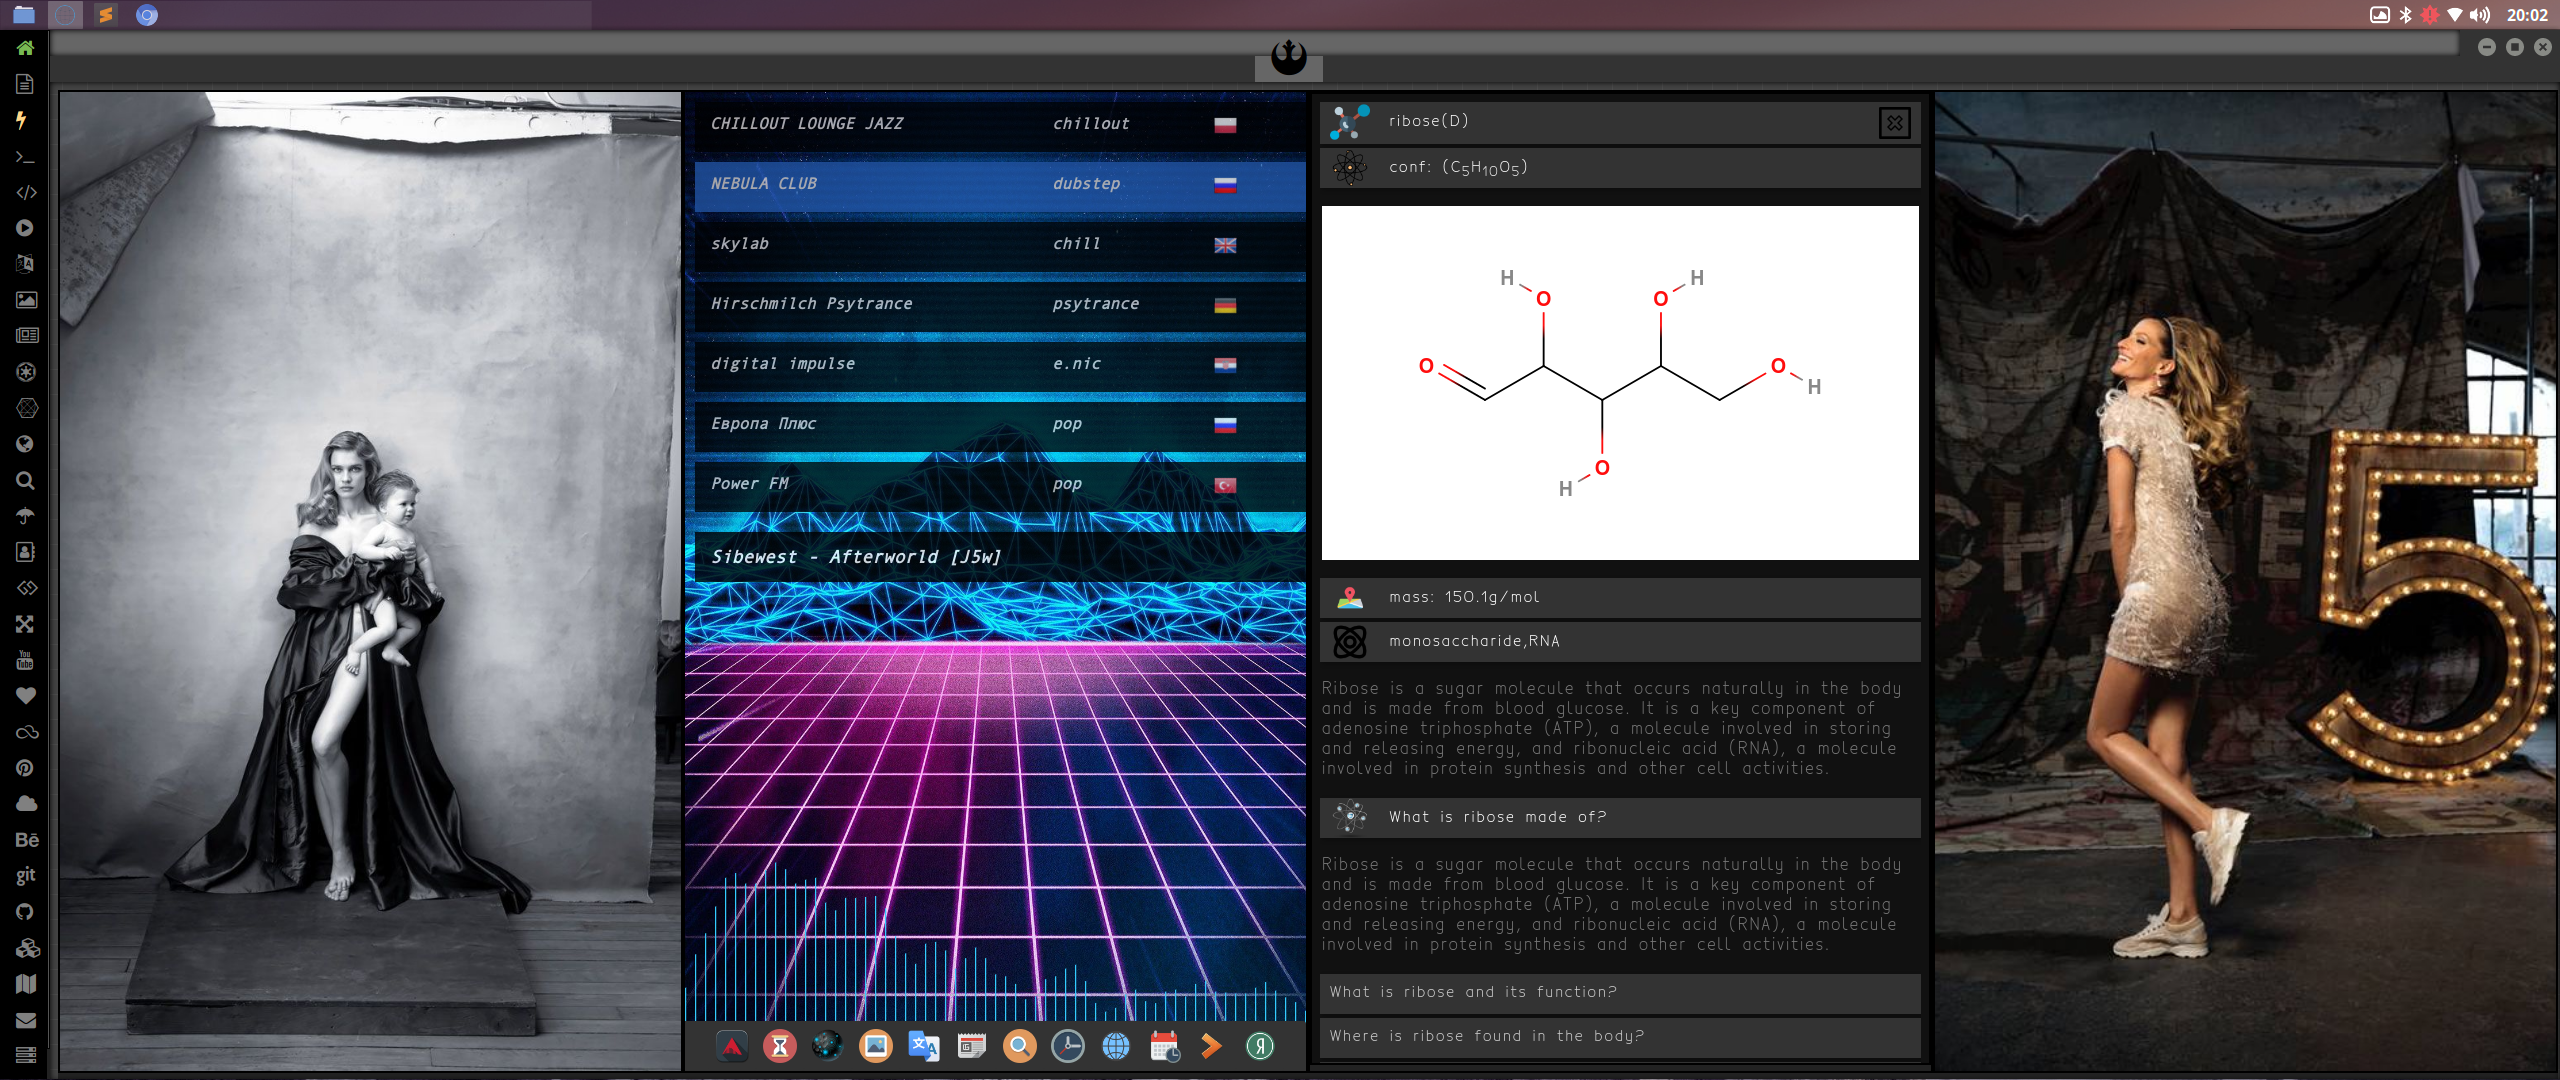 20:02
CHILLOUT LOUNGE JAZZ chillout
NEBULA CLUB dubstep
skylab chill
Hirschmilch Psytrance psytrance
digital impulse e.nic
Европа Плюс pop
Power FM pop
Sibewest - Afterworld [J5w]
ribose(D)
conf: (C5H10O5)
H O O H
O O H
O
H
mass: 150.1g/mol
monosaccharide,RNA
Ribose is a sugar molecule that occurs naturally in the body
and is made from blood glucose. It is a key component of
adenosine triphosphate (ATP), a molecule involved in storing
and releasing energy, and ribonucleic acid (RNA), a molecule
involved in protein synthesis and other cell activities.
What is ribose made of?
Ribose is a sugar molecule that occurs naturally in the body
and is made from blood glucose. It is a key component of
adenosine triphosphate (ATP), a molecule involved in storing
and releasing energy, and ribonucleic acid (RNA), a molecule
involved in protein synthesis and other cell activities.
What is ribose and its function?
Where is ribose found in the body?
5
You
Tube
Bē
git
文A
Я